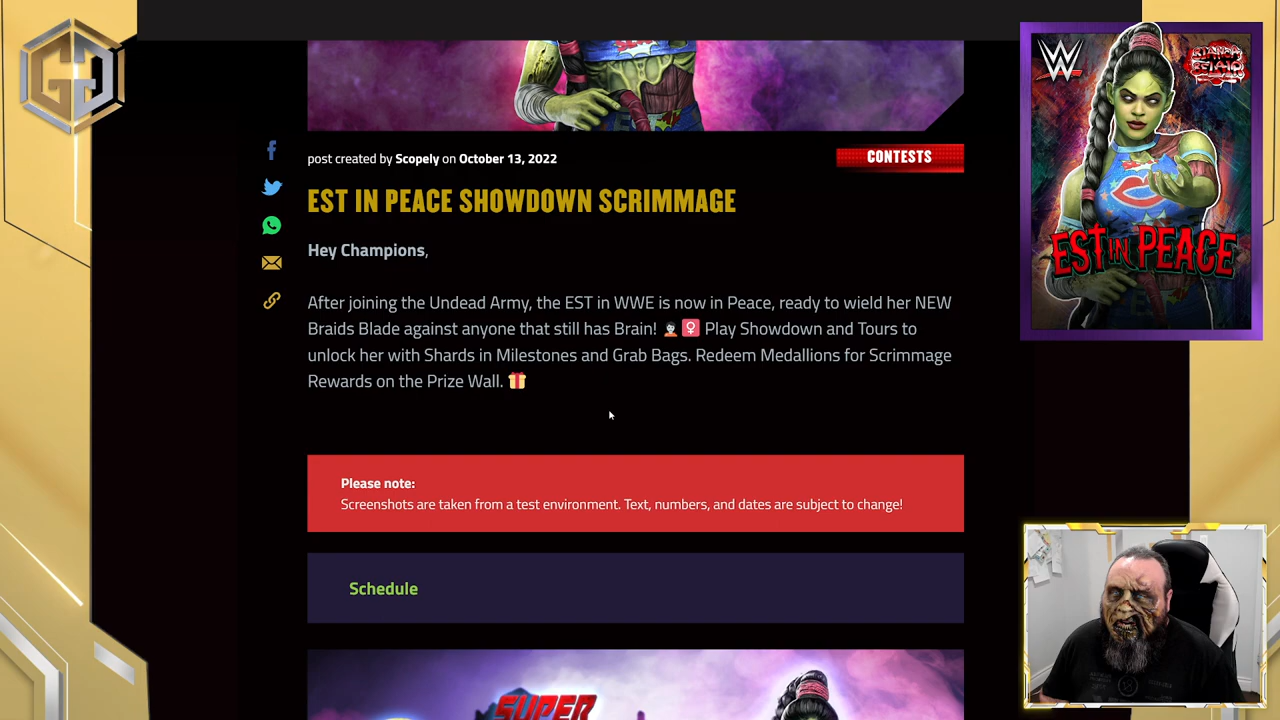 post created by Scopely on October 13, 2022
CONTESTS
EST IN PEACE SHOWDOWN SCRIMMAGE
Hey Champions,
After joining the Undead Army, the EST in WWE is now in Peace, ready to wield her NEW
Braids Blade against anyone that still has Brain! 🧟🏻♀ Play Showdown and Tours to
unlock her with Shards in Milestones and Grab Bags. Redeem Medallions for Scrimmage
Rewards on the Prize Wall. 🎁
Please note:
Screenshots are taken from a test environment. Text, numbers, and dates are subject to change!
Schedule
SUPER
EST IN PEACE